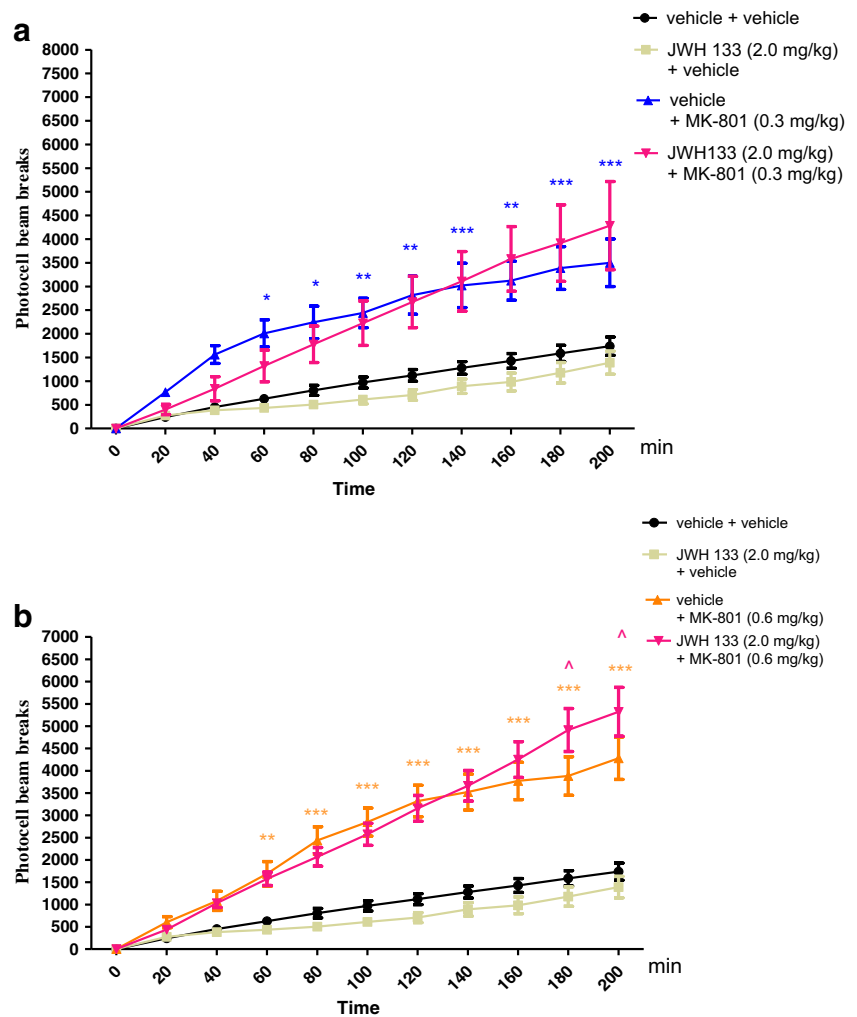 a
vehicle + vehicle
JWH 133 (2.0 mg/kg)
+ vehicle
vehicle
+ MK-801 (0.3 mg/kg)
JWH133 (2.0 mg/kg)
+ MK-801 (0.3 mg/kg)
Photocell beam breaks
8000
7500
7000
6500
6000
5500
5000
4500
4000
3500
3000
2500
2000
1500
1000
500
0
* * ** ** *** ** *** ***
0 20 40 60 80 100 120 140 160 180 200 min
Time
b
vehicle + vehicle
JWH 133 (2.0 mg/kg)
+ vehicle
vehicle
+ MK-801 (0.6 mg/kg)
JWH 133 (2.0 mg/kg)
+ MK-801 (0.6 mg/kg)
Photocell beam breaks
7000
6500
6000
5500
5000
4500
4000
3500
3000
2500
2000
1500
1000
500
0
^ ^
** *** *** *** *** *** *** ***
0 20 40 60 80 100 120 140 160 180 200 min
Time